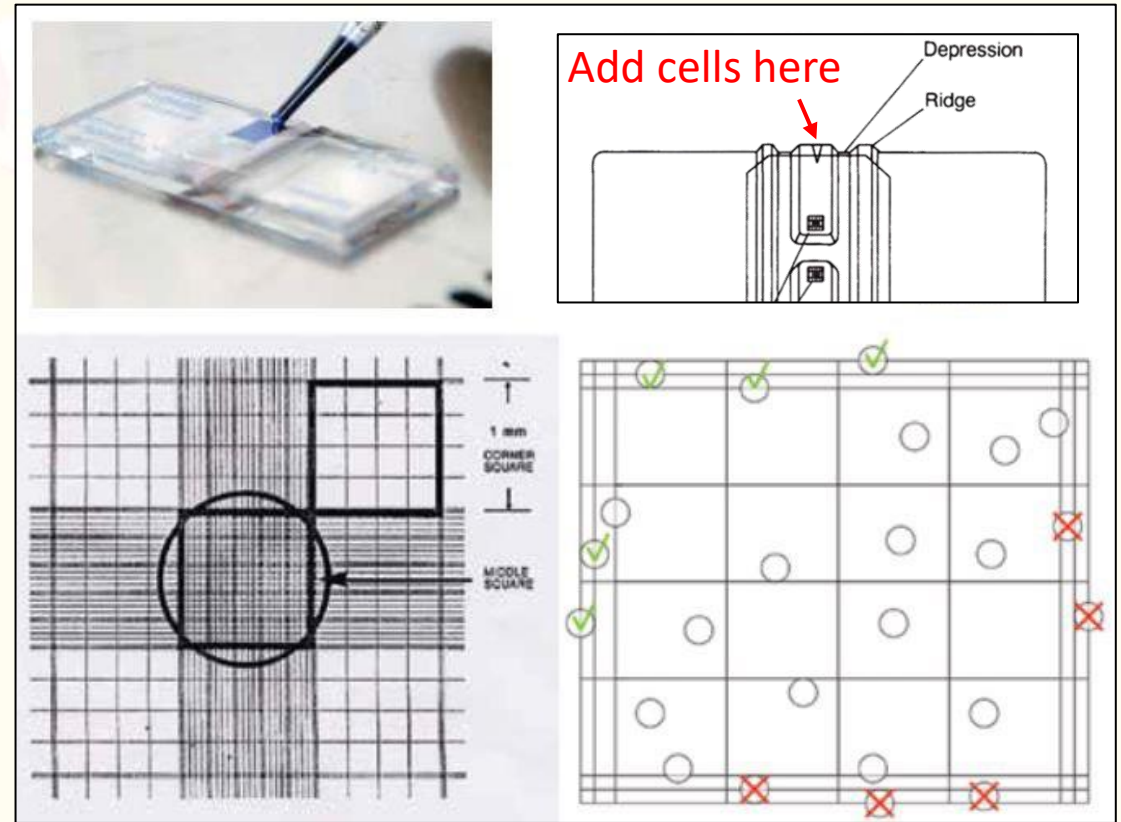 Add cells here
Depression
Ridge
1 mm
CORNER
SQUARE
MIDDLE
SQUARE